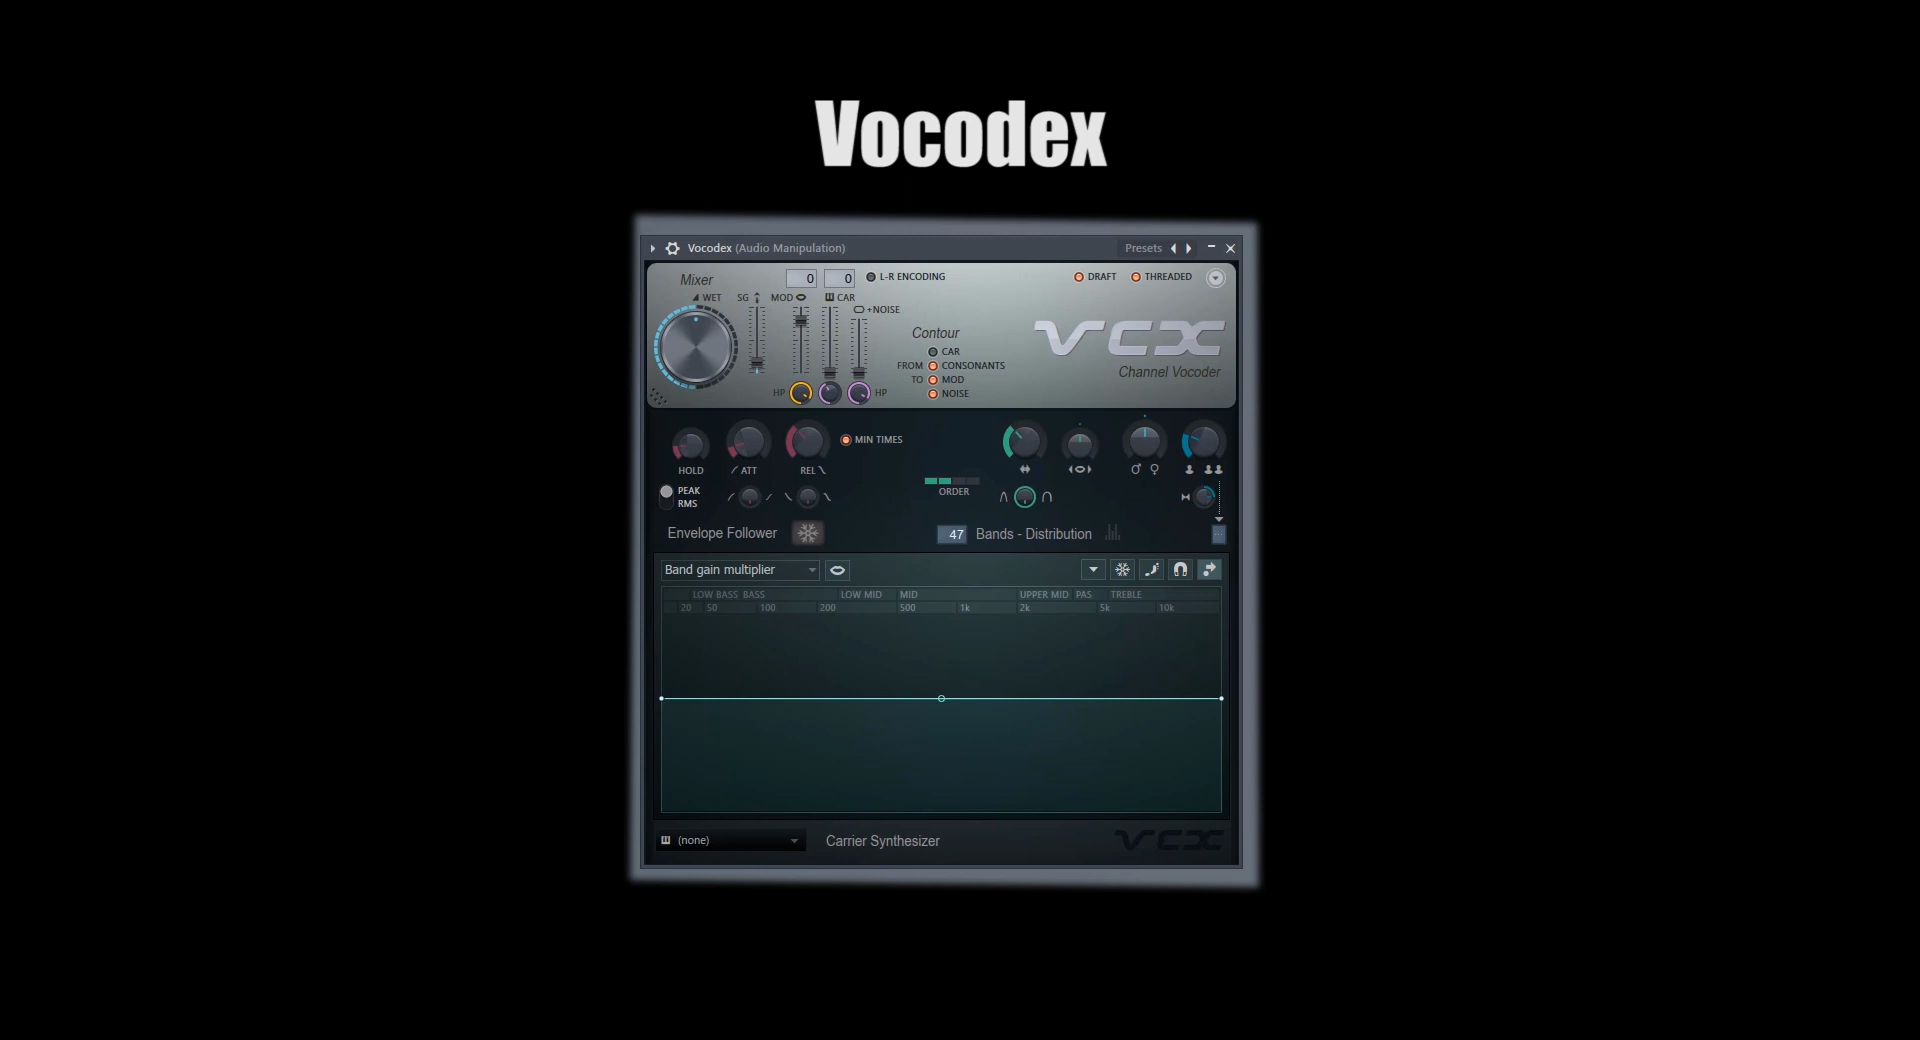 Vocodex
Vocodex (Audio Manipulation) Presets
Mixer 0 0 L-R ENCODING DRAFT THREADED
WET SG MOD CAR
+NOISE
Contour
VCX
CAR
FROM CONSONANTS
Channel Vocoder
TO MOD
HP HP NOISE
MIN TIMES
HOLD ATT REL
PEAK ORDER
RMS
Envelope Follower 47 Bands - Distribution
Band gain multiplier
LOW BASS BASS LOW MID MID UPPER MID PAS TREBLE
20 50 100 200 500 1k 2k 5k 10k
(none) Carrier Synthesizer VCX